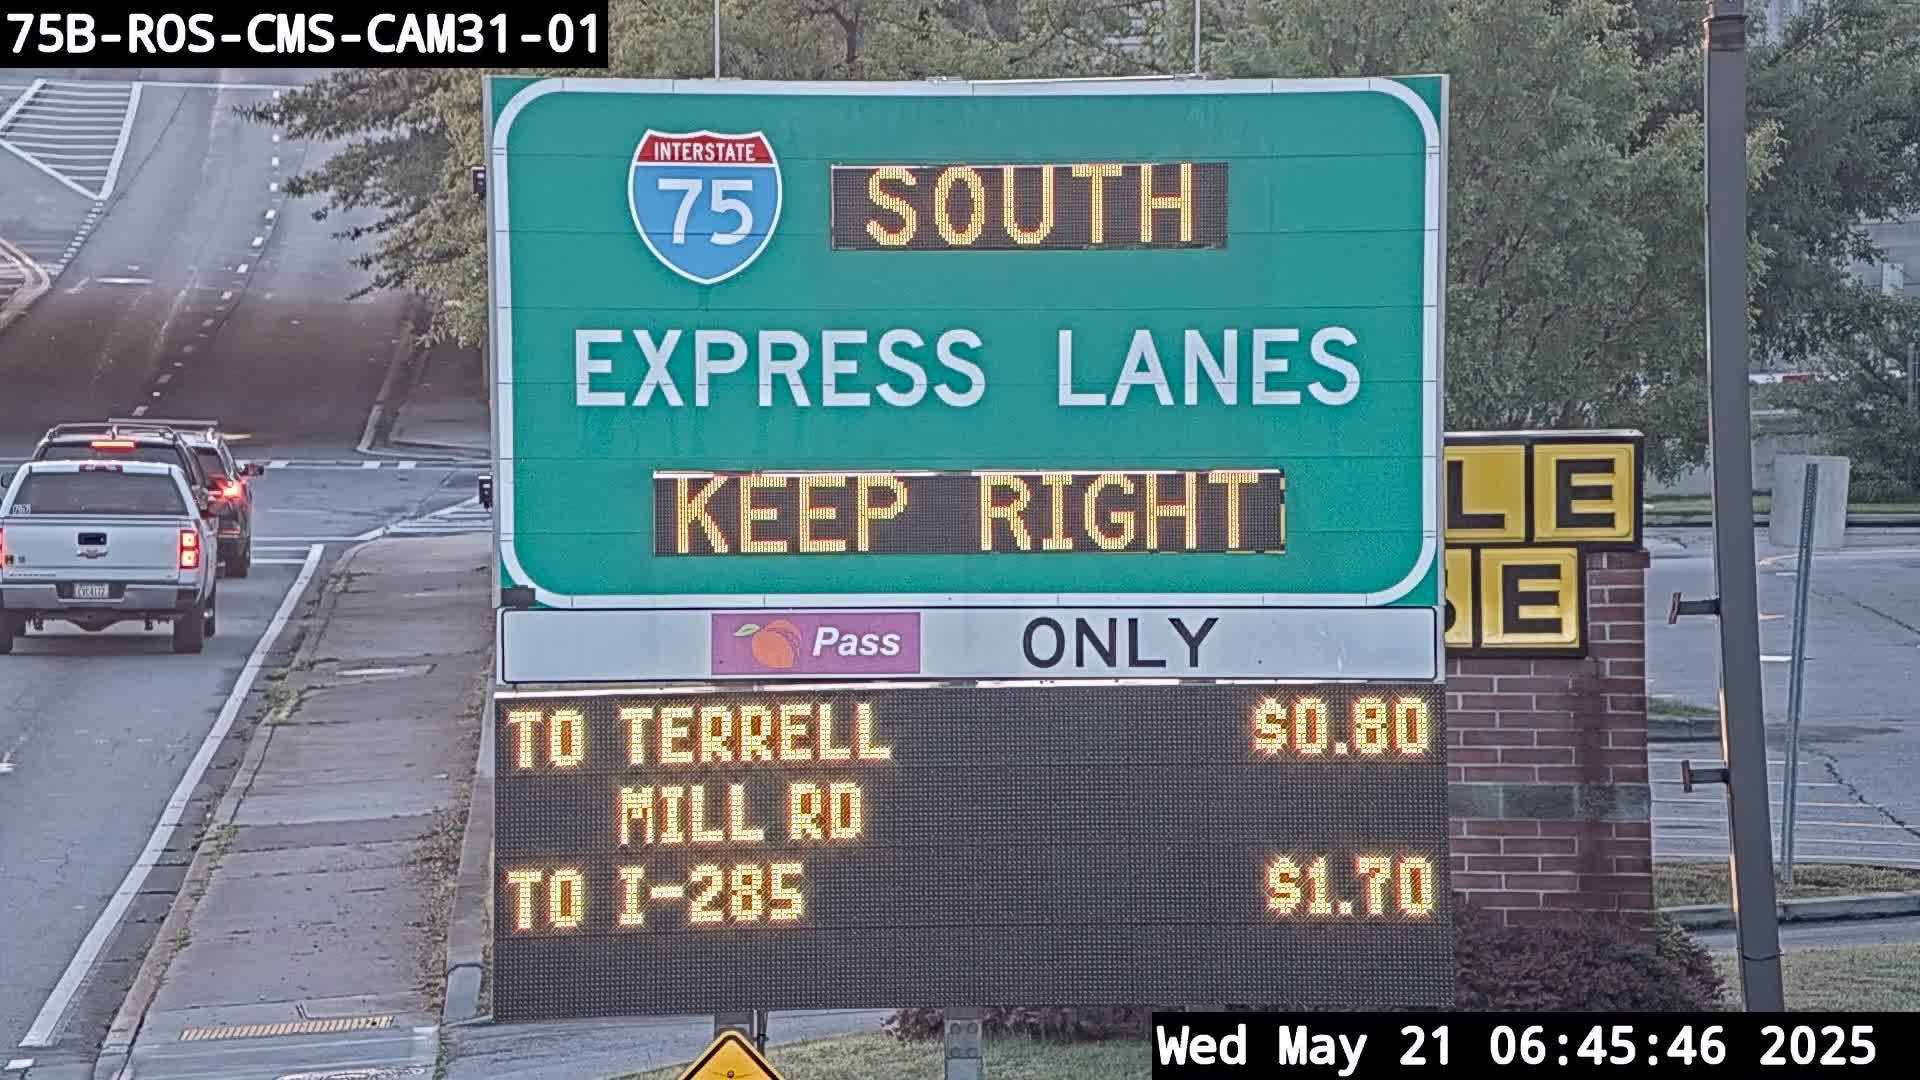 75B-ROS-CMS-CAM31-01
INTERSTATE
75
SOUTH
EXPRESS LANES
KEEP RIGHT
Pass ONLY
TO TERRELL $0.80
MILL RD
TO I-285 $1.70
LE
E
Wed May 21 06:45:46 2025